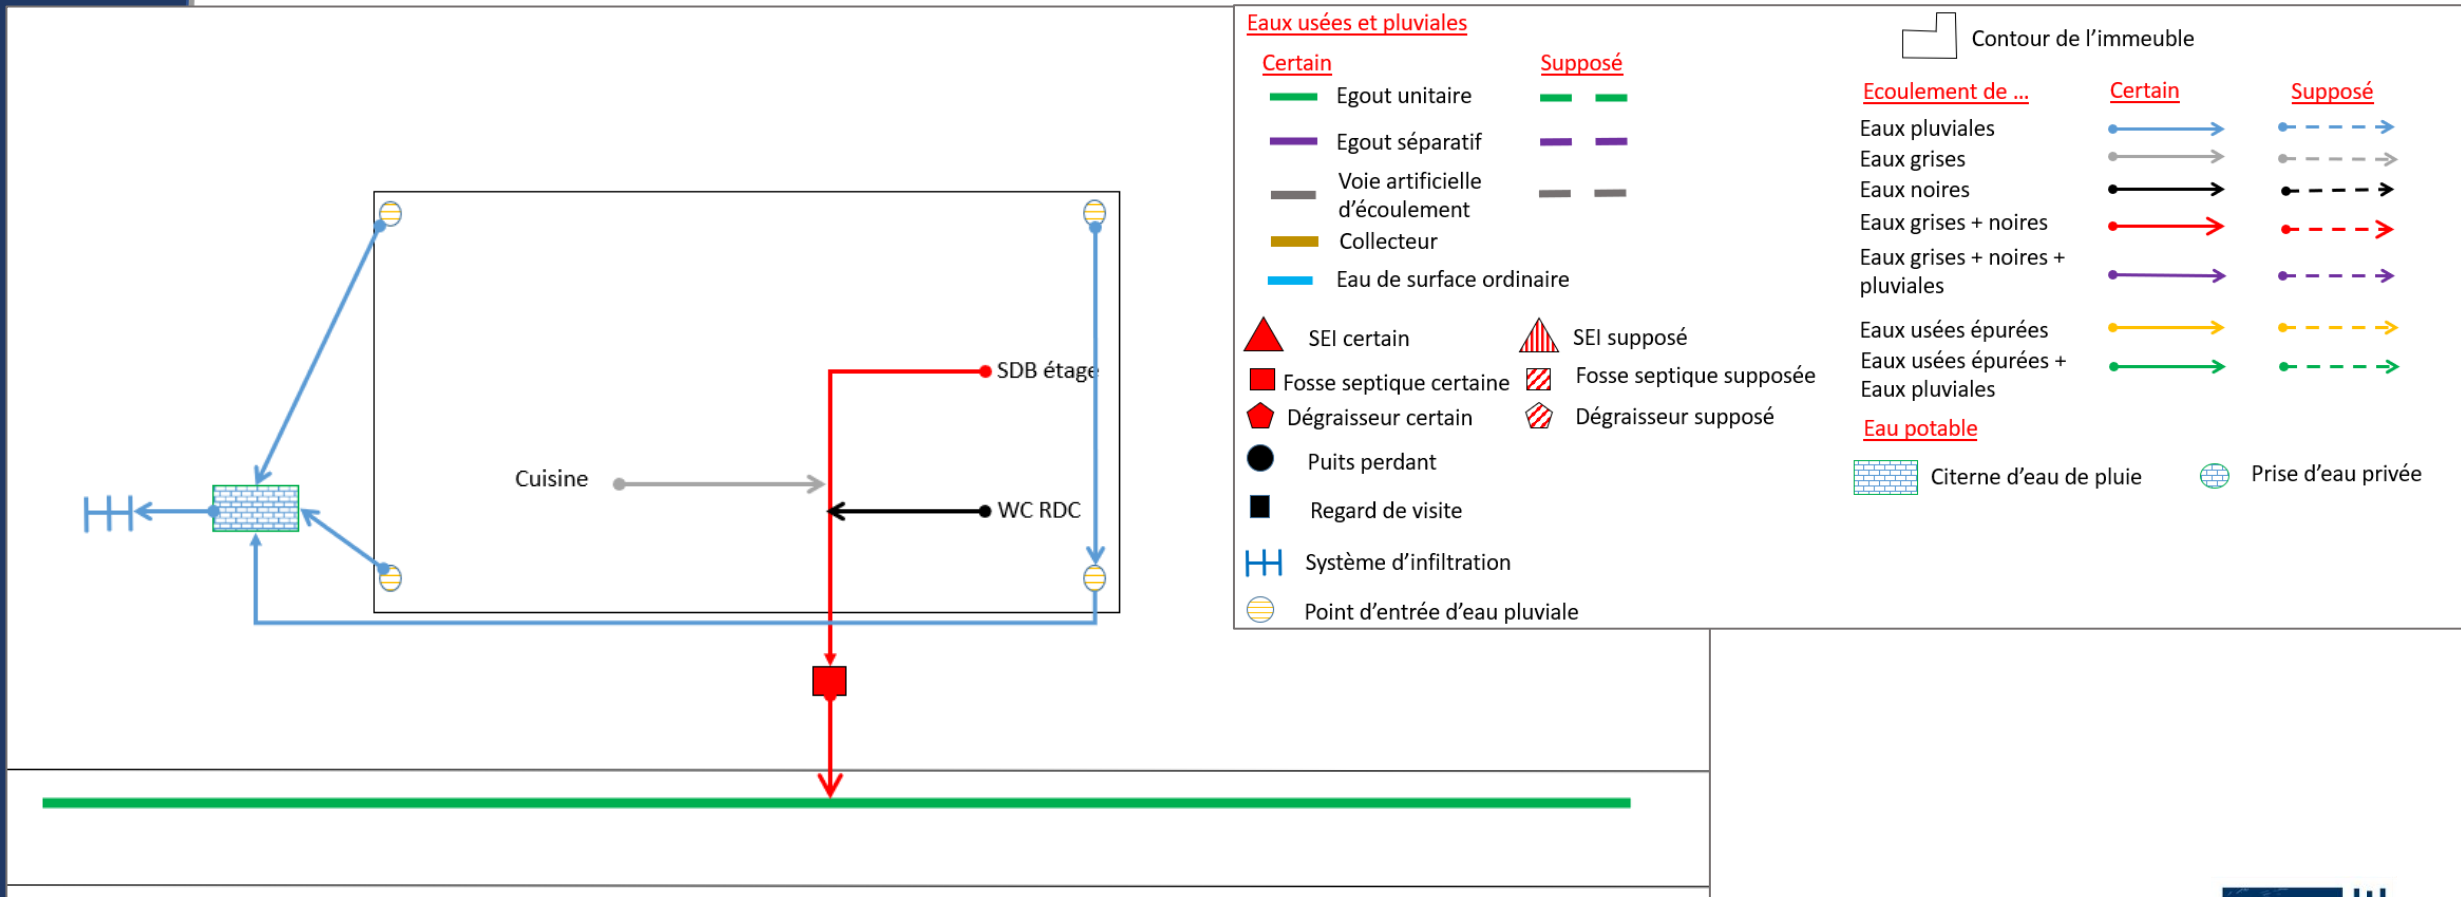 SDB étage
Cuisine
WC RDC
Eaux usées et pluviales
Certain
Supposé
Egout unitaire
Egout séparatif
Voie artificielle
d'écoulement
Collecteur
Eau de surface ordinaire
SEI certain
SEI supposé
Fosse septique certaine
Fosse septique supposée
Dégraisseur certain
Dégraisseur supposé
Puits perdant
Regard de visite
Système d'infiltration
Point d'entrée d'eau pluviale
Contour de l'immeuble
Ecoulement de ...
Certain
Supposé
Eaux pluviales
Eaux grises
Eaux noires
Eaux grises + noires
Eaux grises + noires +
pluviales
Eaux usées épurées
Eaux usées épurées +
Eaux pluviales
Eau potable
Citerne d'eau de pluie
Prise d'eau privée